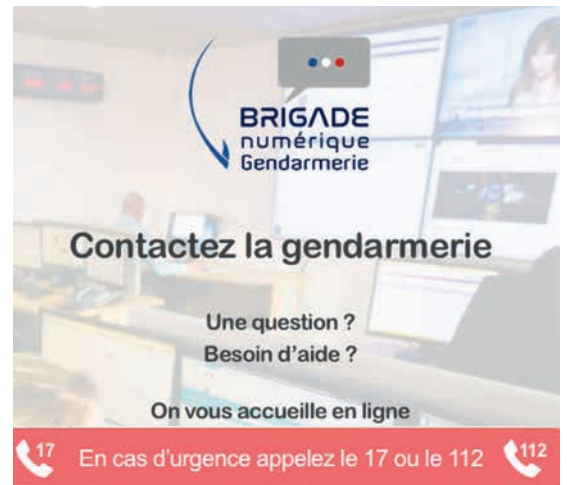 BRIGADE
numérique
Gendarmerie
Contactez la gendarmerie
Une question ?
Besoin d'aide ?
On vous accueille en ligne
17 En cas d'urgence appelez le 17 ou le 112 112